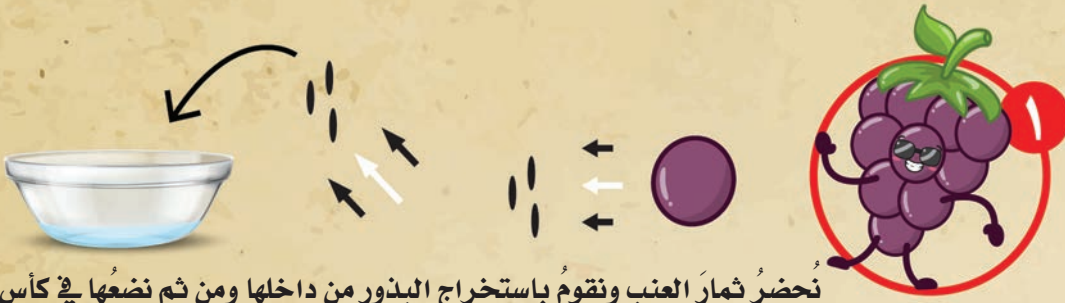 ١
نُحضرُ ثمارَ العنبِ ونقومُ باستخراجِ البذورِ من داخلها ومن ثم نضعُها في كأس